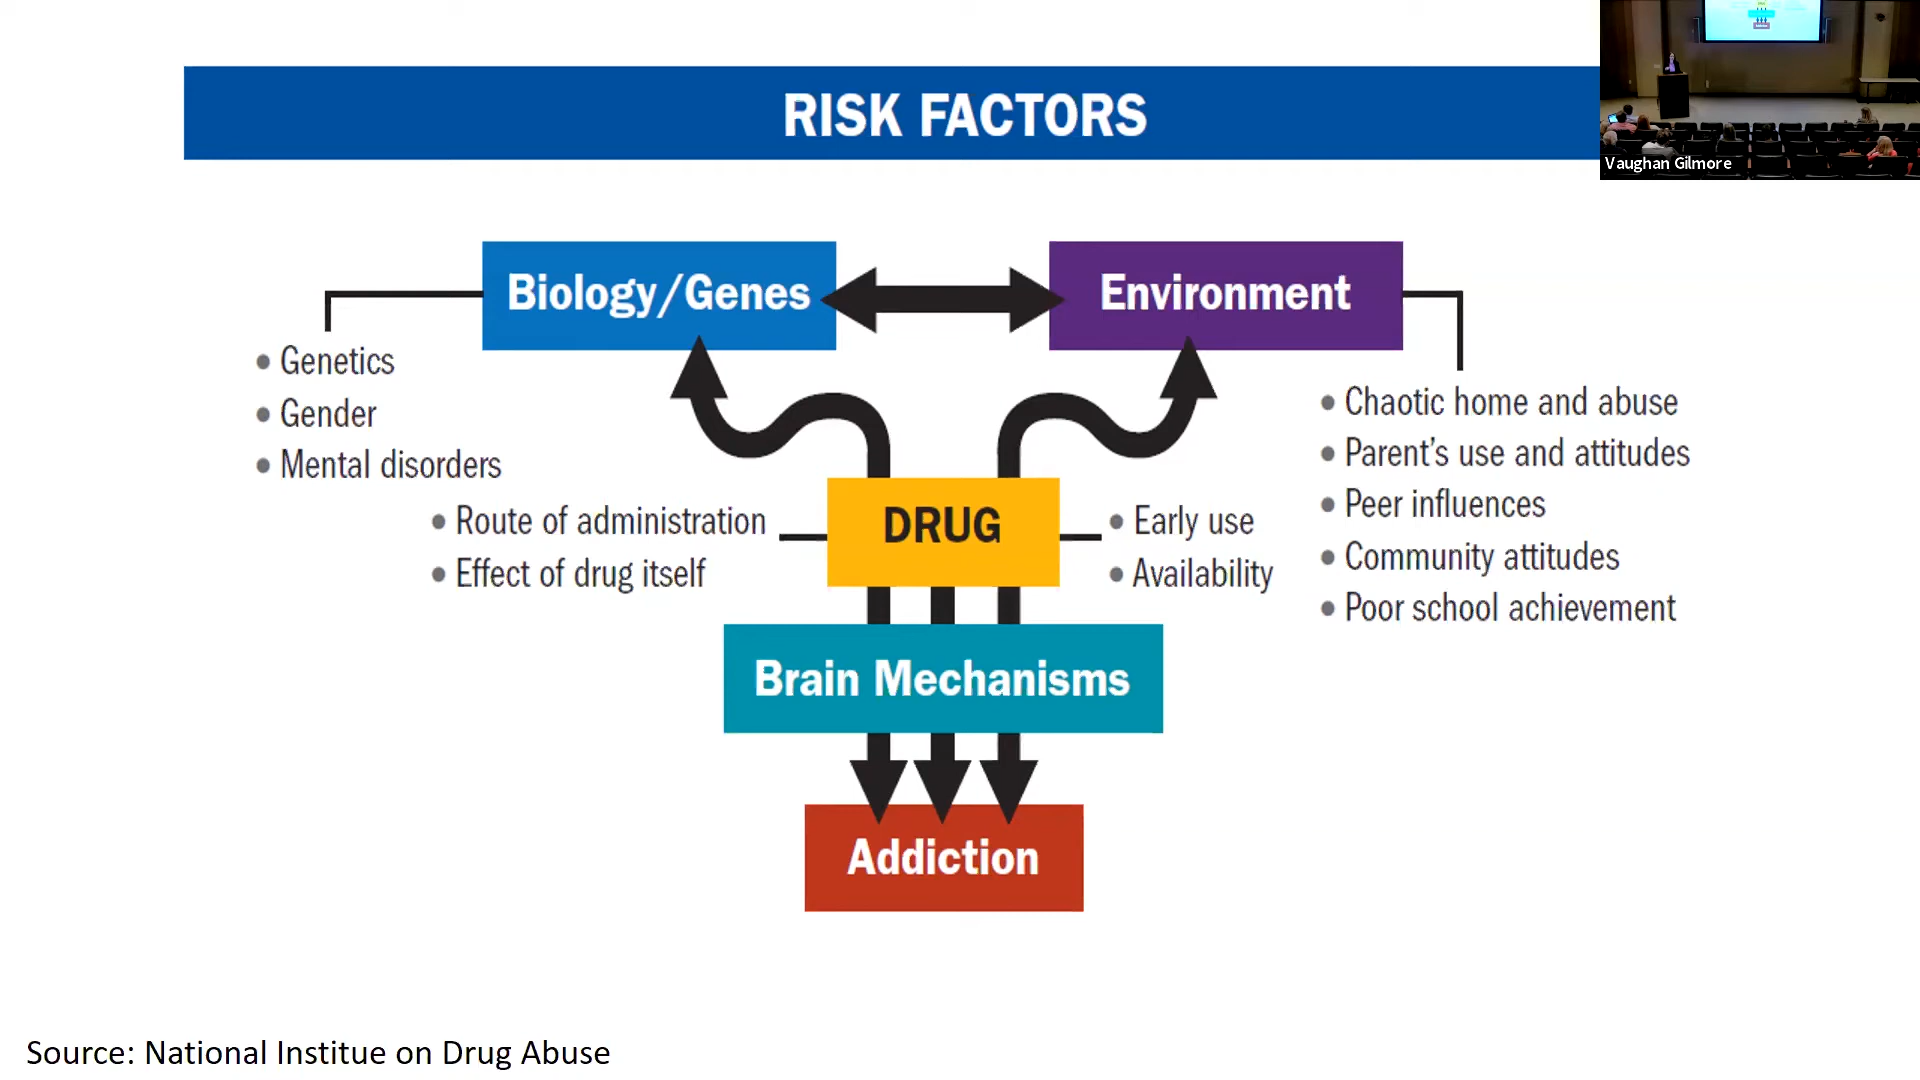 RISK FACTORS
Vaughan Gilmore
Biology/Genes
Environment
• Genetics
• Gender
• Mental disorders
• Chaotic home and abuse
• Parent’s use and attitudes
• Peer influences
• Community attitudes
• Poor school achievement
• Route of administration
• Effect of drug itself
DRUG
• Early use
• Availability
Brain Mechanisms
Addiction
Source: National Institue on Drug Abuse